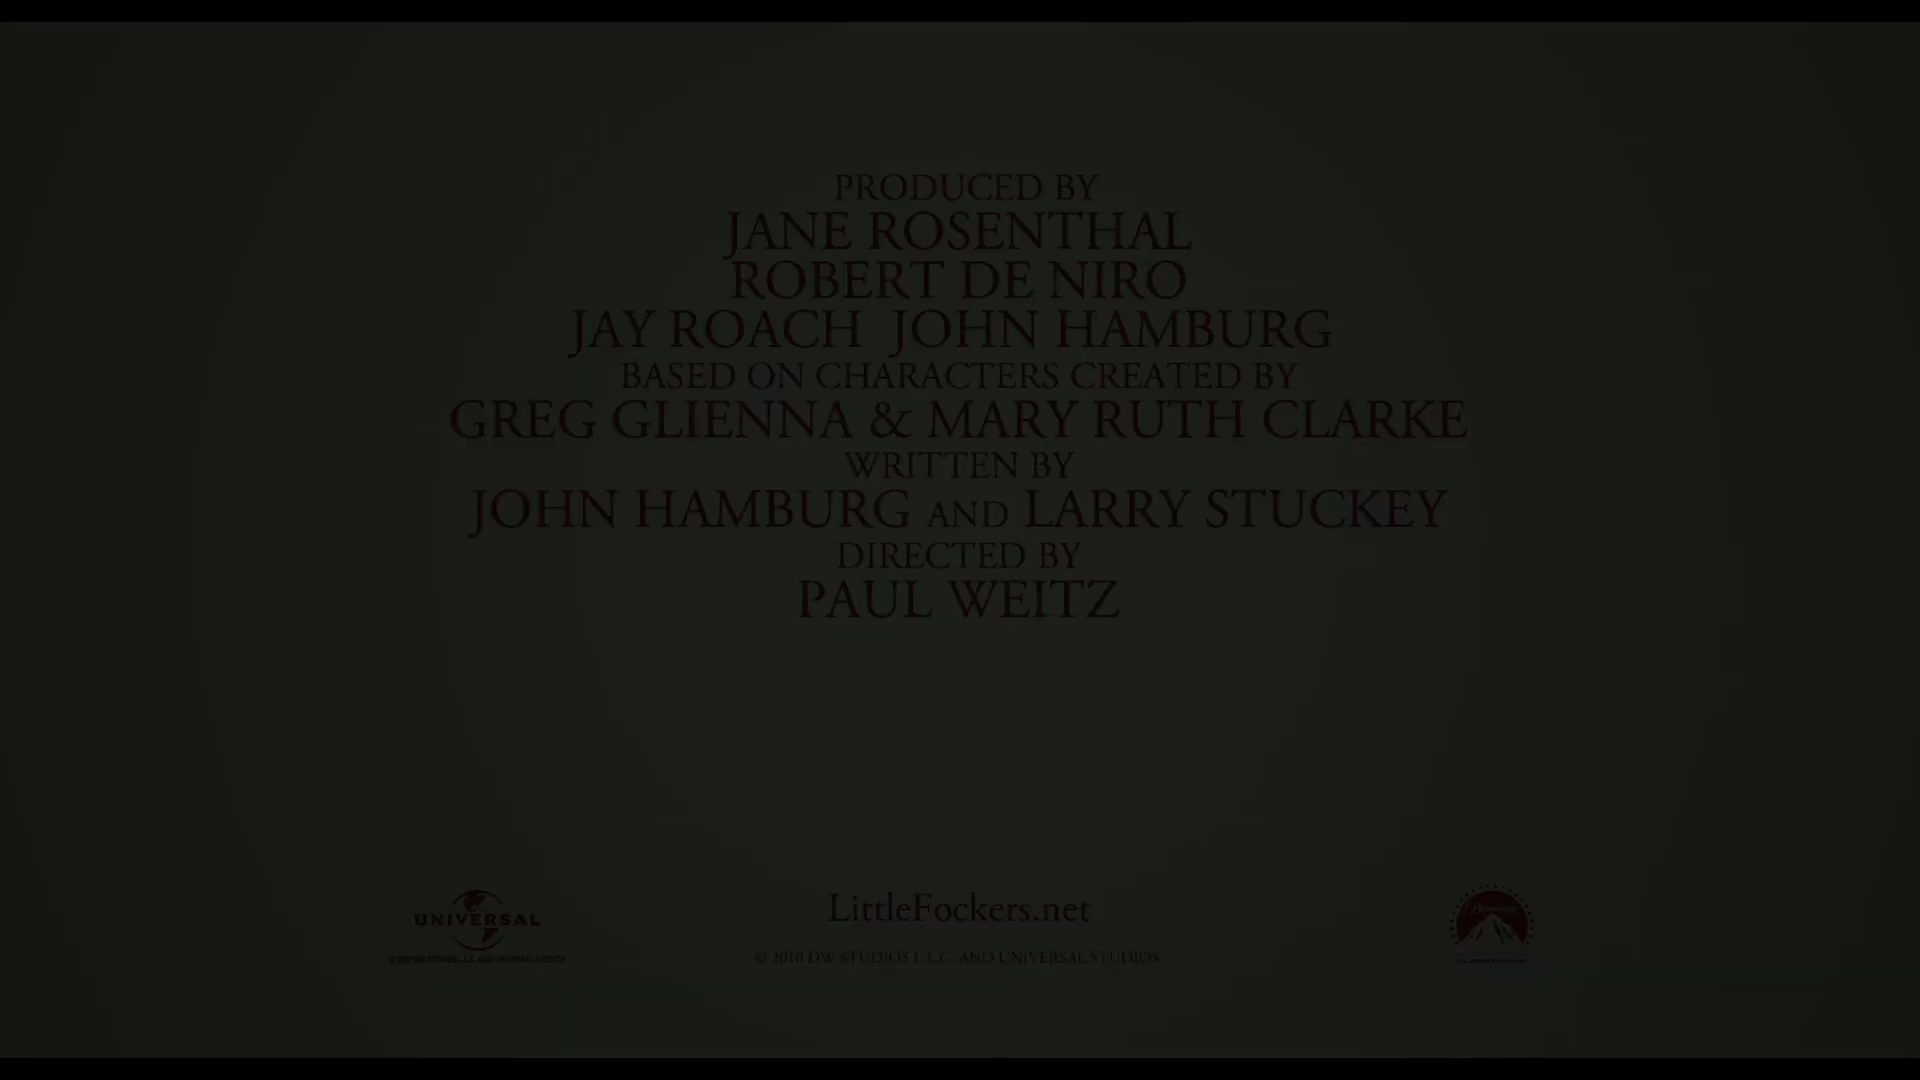 PRODUCED BY
JANE ROSENTHAL
ROBERT DE NIRO
JAY ROACH JOHN HAMBURG
BASED ON CHARACTERS CREATED BY
GREG GLIENNA & MARY RUTH CLARKE
WRITTEN BY
JOHN HAMBURG AND LARRY STUCKEY
DIRECTED BY
PAUL WEITZ
UNIVERSAL
LittleFockers.net
© 2010 DW STUDIOS L.L.C. AND UNIVERSAL STUDIOS
Paramount